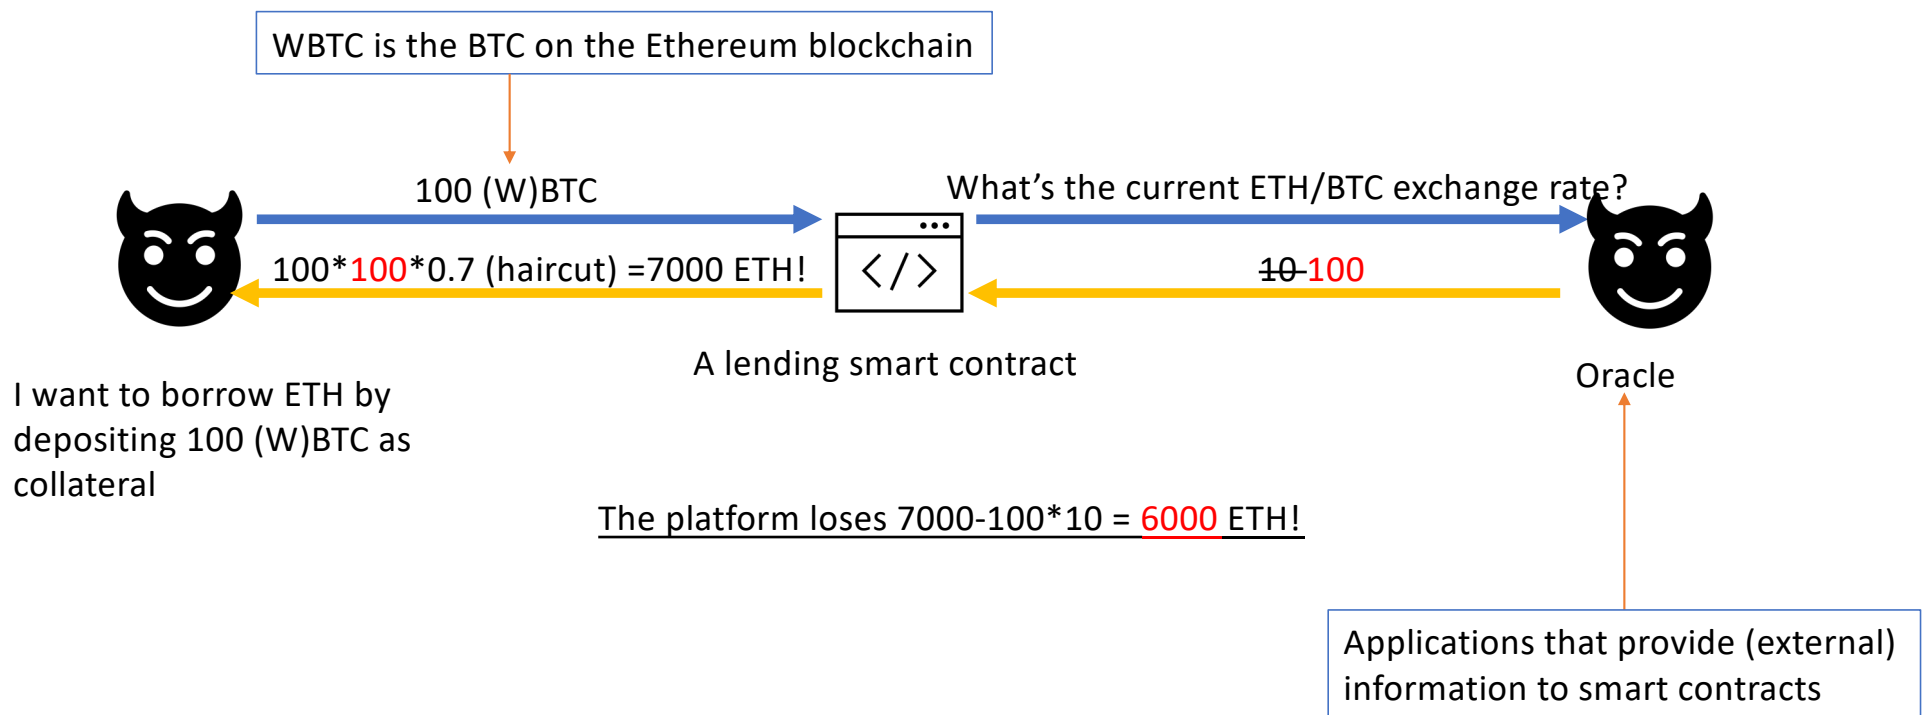 WBTC is the BTC on the Ethereum blockchain
100 (W)BTC
What’s the current ETH/BTC exchange rate?
100*100*0.7 (haircut) =7000 ETH!
</>
10 100
A lending smart contract
Oracle
I want to borrow ETH by
depositing 100 (W)BTC as
collateral
The platform loses 7000-100*10 = 6000 ETH!
Applications that provide (external)
information to smart contracts